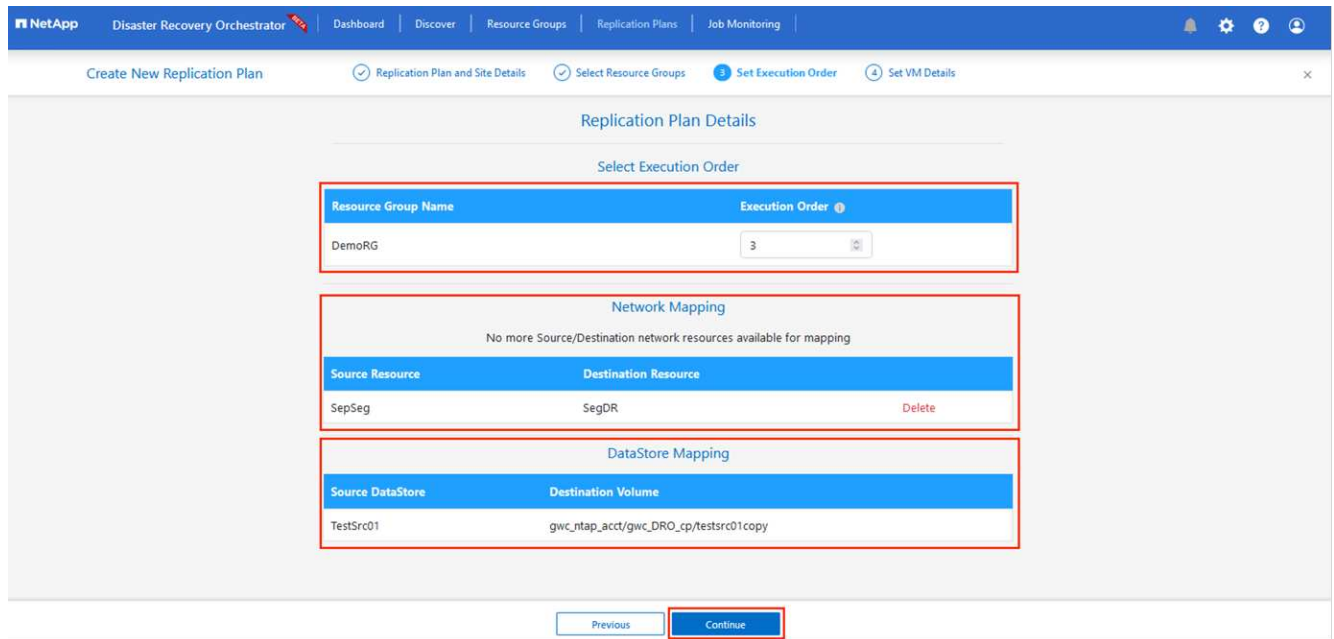 NetApp Disaster Recovery Orchestrator BETA Dashboard Discover Resource Groups Replication Plans Job Monitoring
Create New Replication Plan Replication Plan and Site Details Select Resource Groups 3 Set Execution Order 4 Set VM Details
Replication Plan Details
Select Execution Order
Resource Group Name Execution Order
DemoRG 3
Network Mapping
No more Source/Destination network resources available for mapping
Source Resource Destination Resource
SepSeg SegDR Delete
DataStore Mapping
Source DataStore Destination Volume
TestSrc01 gwc_ntap_acct/gwc_DRO_cp/testsrc01copy
Previous Continue